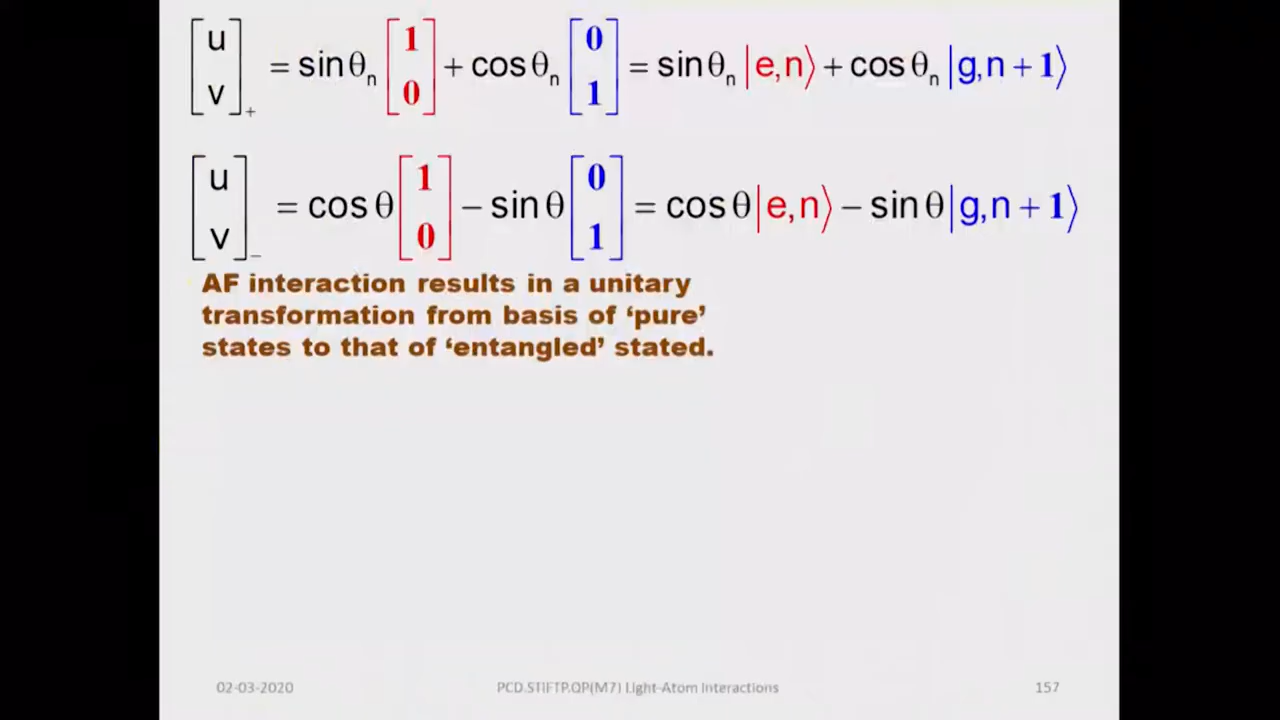 [u v]₊ = sinθₙ [1 0] + cosθₙ [0 1] = sinθₙ |e,n⟩ + cosθₙ |g,n + 1⟩
[u v]₋ = cosθ [1 0] − sinθ [0 1] = cosθ|e,n⟩ − sinθ|g,n + 1⟩
AF interaction results in a unitary
transformation from basis of ‘pure’
states to that of ‘entangled’ stated.
02-03-2020 PCD.STIFTP.QP(M7) Light-Atom Interactions 157